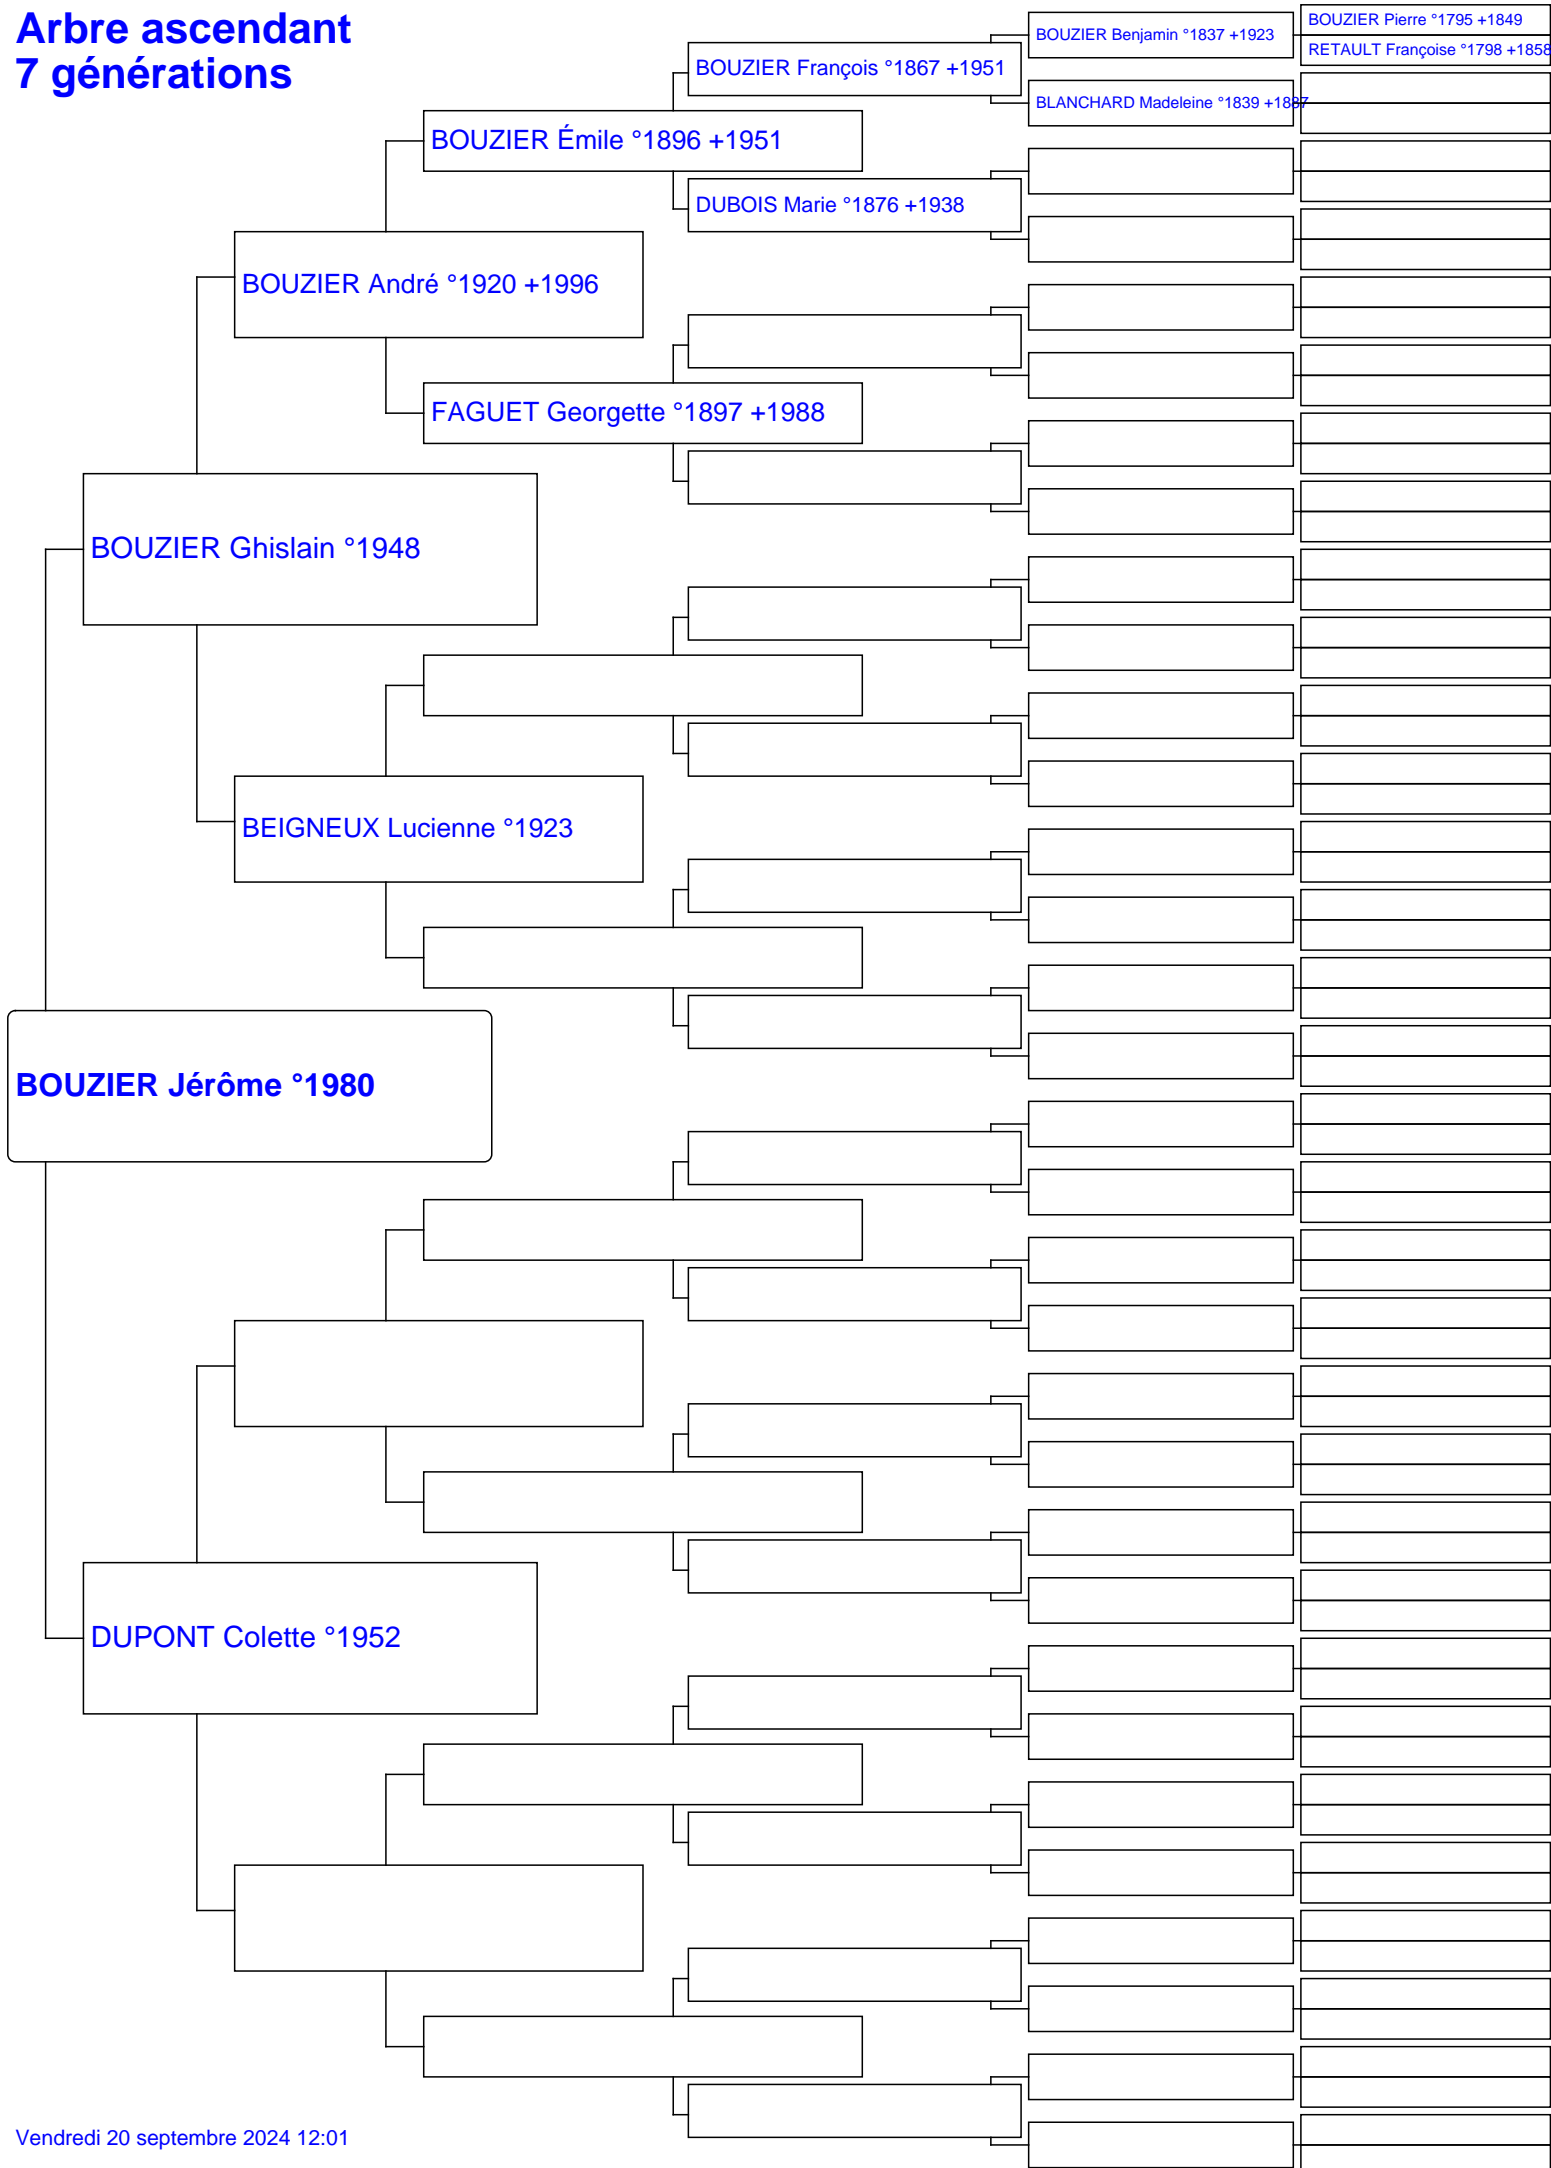 Arbre ascendant
7 générations
BOUZIER Pierre °1795 +1849
BOUZIER Benjamin °1837 +1923
RETAULT Françoise °1798 +1858
BOUZIER François °1867 +1951
BLANCHARD Madeleine °1839 +1887
BOUZIER Émile °1896 +1951
DUBOIS Marie °1876 +1938
BOUZIER André °1920 +1996
FAGUET Georgette °1897 +1988
BOUZIER Ghislain °1948
BEIGNEUX Lucienne °1923
BOUZIER Jérôme °1980
DUPONT Colette °1952
Vendredi 20 septembre 2024 12:01